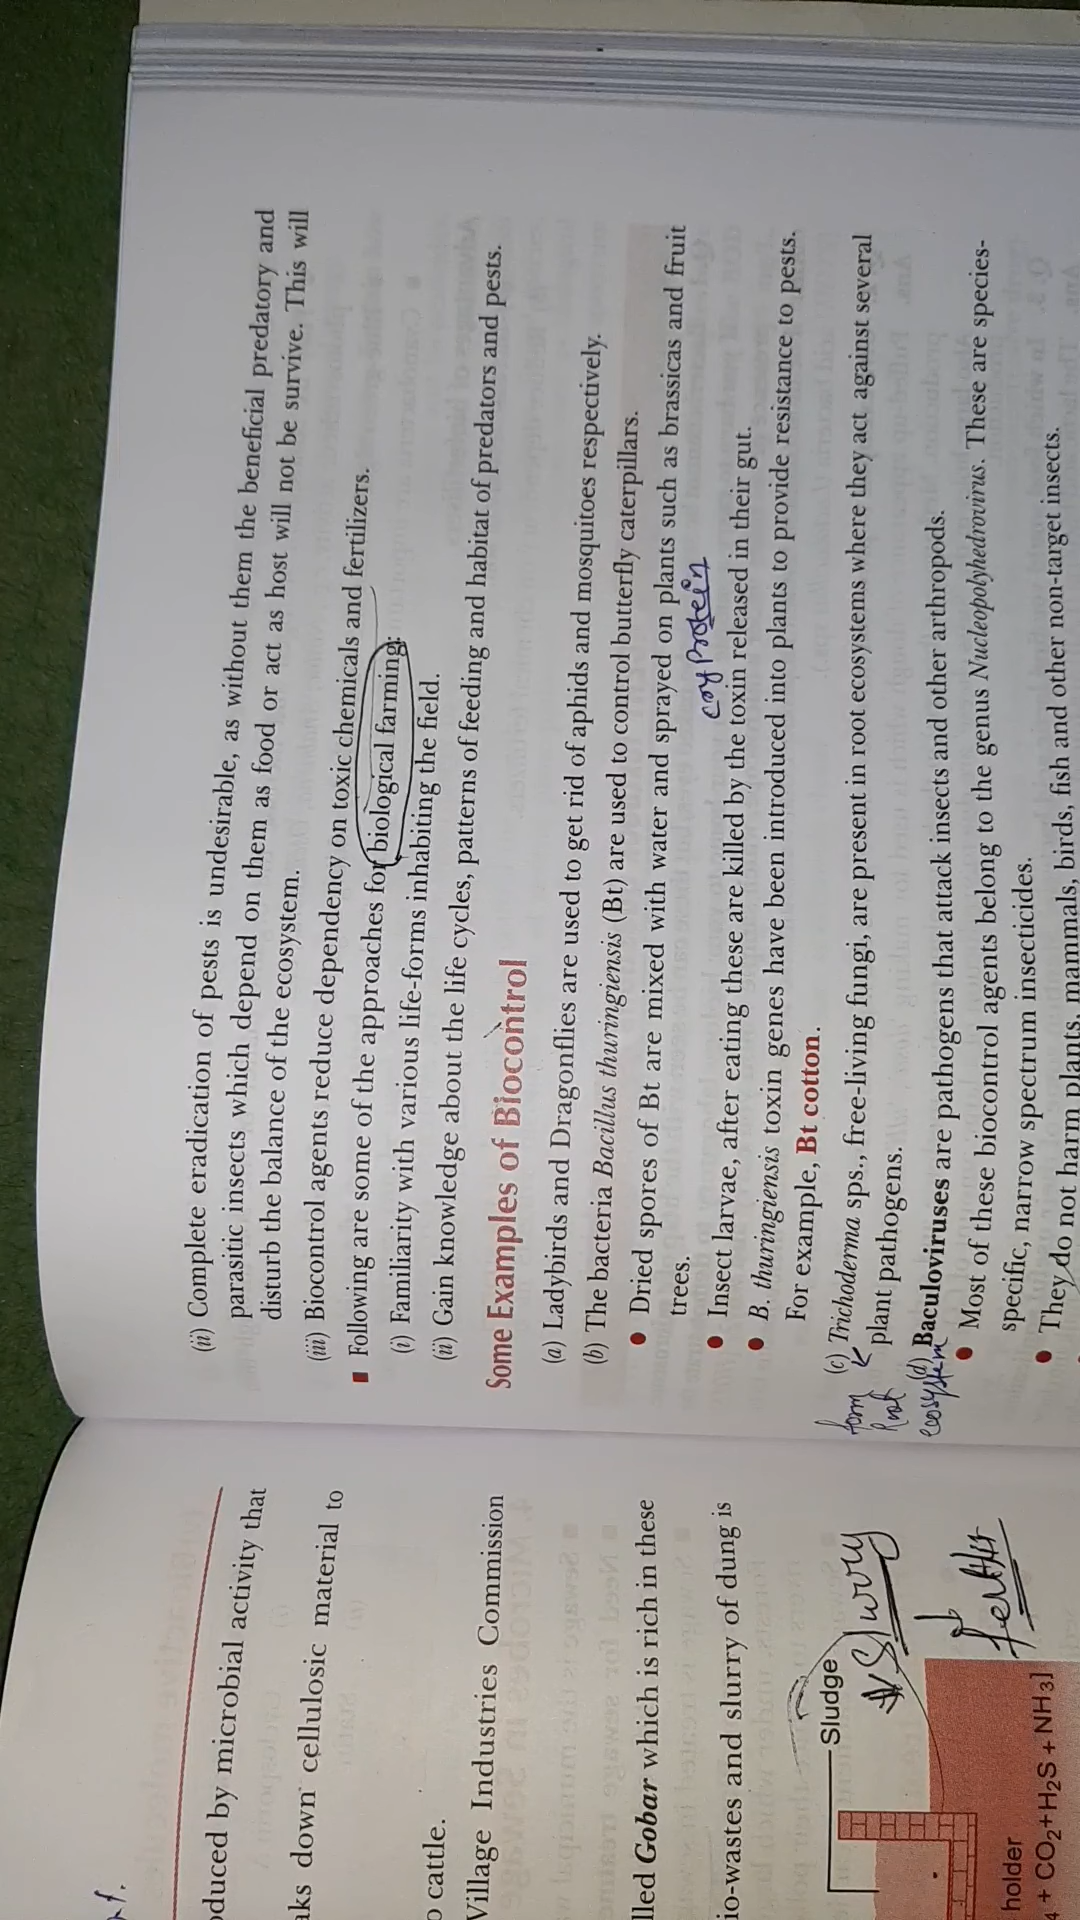 (ii) Complete eradication of pests is undesirable, as without them the beneficial predatory and
parasitic insects which depend on them as food or act as host will not be survive. This will
disturb the balance of the ecosystem.
(iii) Biocontrol agents reduce dependency on toxic chemicals and fertilizers.
Following are some of the approaches for biological farming:
(i) Familiarity with various life-forms inhabiting the field.
(ii) Gain knowledge about the life cycles, patterns of feeding and habitat of predators and pests.
Some Examples of Biocontrol
(a) Ladybirds and Dragonflies are used to get rid of aphids and mosquitoes respectively.
(b) The bacteria Bacillus thuringiensis (Bt) are used to control butterfly caterpillars.
• Dried spores of Bt are mixed with water and sprayed on plants such as brassicas and fruit
trees.
cry protein
• Insect larvae, after eating these are killed by the toxin released in their gut.
• B. thuringiensis toxin genes have been introduced into plants to provide resistance to pests.
For example, Bt cotton.
(c) Trichoderma sps., free-living fungi, are present in root ecosystems where they act against several
plant pathogens.
form
Root
ecosystem
(d) Baculoviruses are pathogens that attack insects and other arthropods.
• Most of these biocontrol agents belong to the genus Nucleopolyhedrovirus. These are species-
specific, narrow spectrum insecticides.
• They do not harm plants, mammals, birds, fish and other non-target insects.
oduced by microbial activity that
aks down cellulosic material to
o cattle.
Village Industries Commission
lled Gobar which is rich in these
io-wastes and slurry of dung is
Sludge
Slurry
holder
4 + CO2+H2S + NH3]